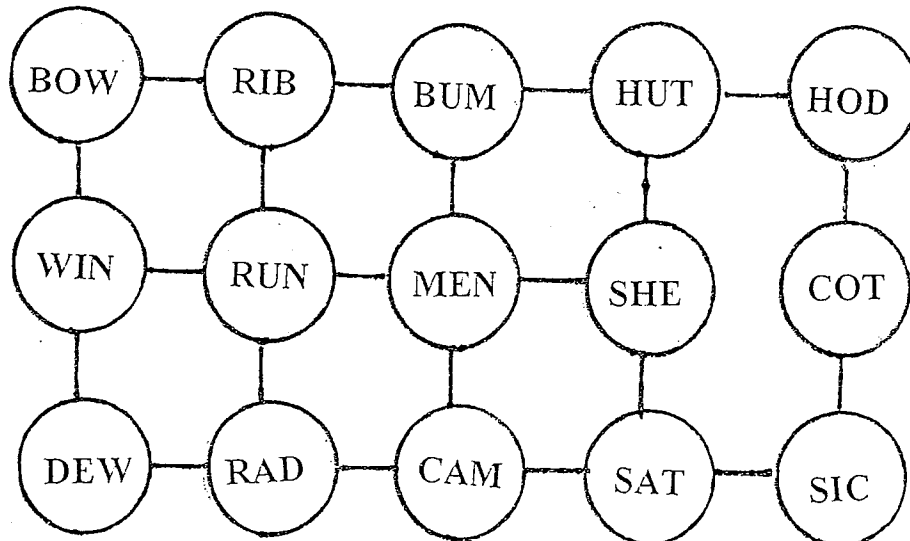 BOW RIB BUM HUT HOD
WIN RUN MEN SHE COT
DEW RAD CAM SAT SIC